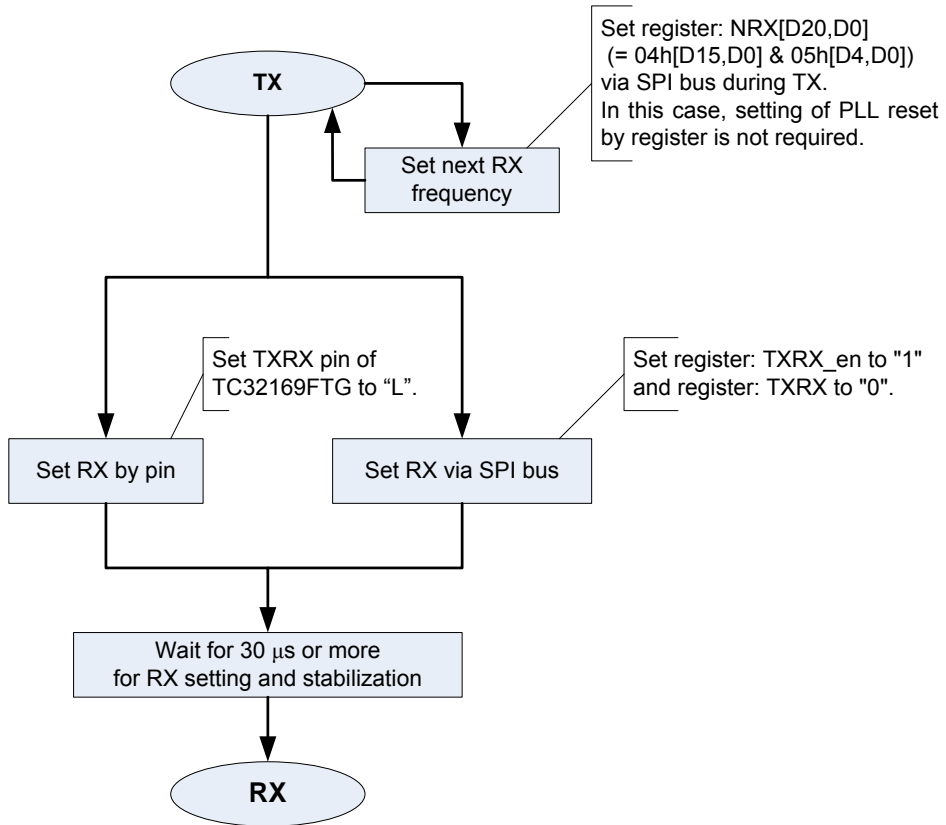 Set register: NRX[D20,D0]
(= 04h[D15,D0] & 05h[D4,D0])
via SPI bus during TX.
In this case, setting of PLL reset
by register is not required.
TX
Set next RX
frequency
Set TXRX pin of
TC32169FTG to “L”.
Set register: TXRX_en to "1"
and register: TXRX to "0".
Set RX by pin
Set RX via SPI bus
Wait for 30 μs or more
for RX setting and stabilization
RX